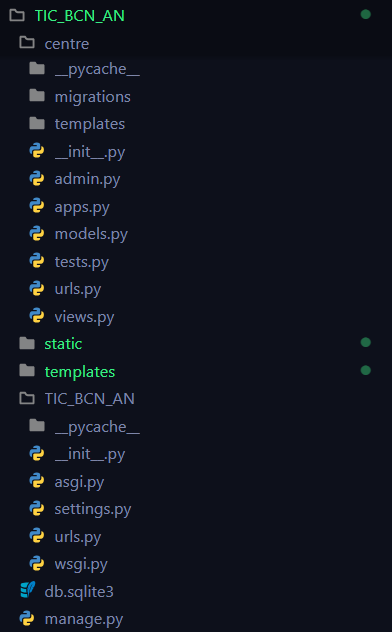 TIC_BCN_AN
centre
__pycache__
migrations
templates
__init__.py
admin.py
apps.py
models.py
tests.py
urls.py
views.py
static
templates
TIC_BCN_AN
__pycache__
__init__.py
asgi.py
settings.py
urls.py
wsgi.py
db.sqlite3
manage.py